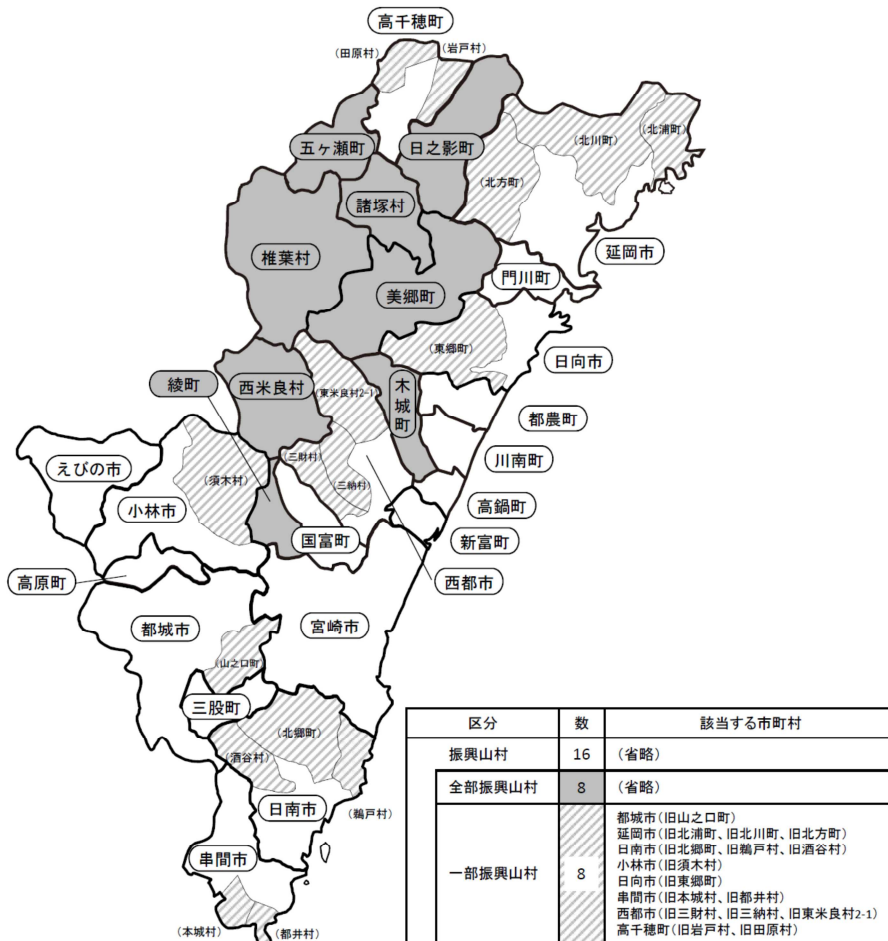 高千穂町
(田原村)
(岩戸村)
五ヶ瀬町
日之影町
(北川町)
(北浦町)
(北方町)
諸塚村
延岡市
椎葉村
門川町
美郷町
(東郷町)
日向市
綾町
西米良村
(東米良村2-1)
木城町
都農町
川南町
えびの市
(須木村)
(三財村)
(三納村)
小林市
高鍋町
国富町
新富町
高原町
西都市
都城市
宮崎市
(山之口町)
三股町
(北郷町)
(酒谷村)
日南市
(鵜戸村)
串間市
(本城村)
(都井村)
区分 数 該当する市町村
振興山村 16 (省略)
全部振興山村 8 (省略)
一部振興山村 8
都城市(旧山之口町)
延岡市(旧北浦町、旧北川町、旧北方町)
日南市(旧北郷町、旧鵜戸村、旧酒谷村)
小林市(旧須木村)
日向市(旧東郷町)
串間市(旧本城村、旧都井村)
西都市(旧三財村、旧三納村、旧東米良村2-1)
高千穂町(旧岩戸村、旧田原村)